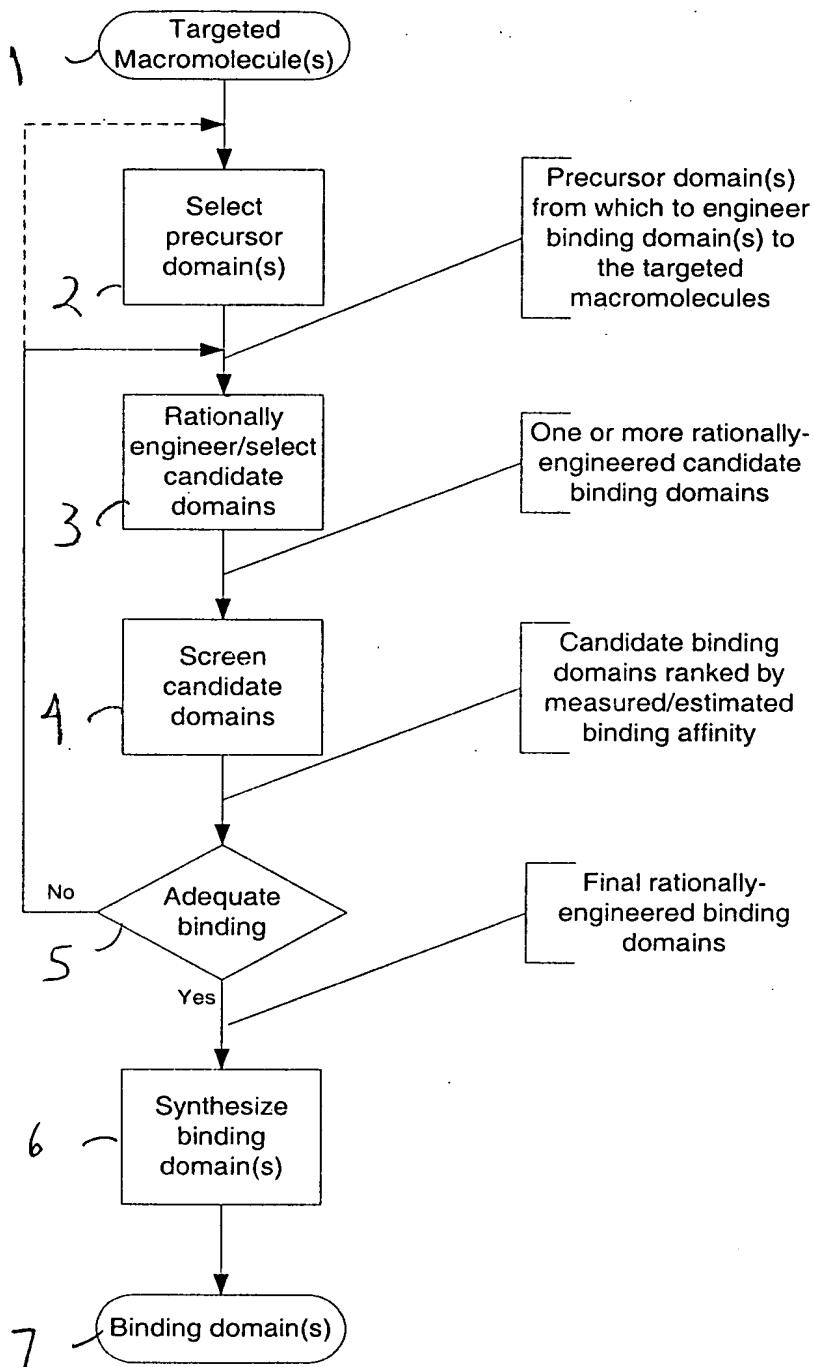 Targeted
Macromolecule(s)
1
Select
precursor
domain(s)
2
Precursor domain(s)
from which to engineer
binding domain(s) to
the targeted
macromolecules
Rationally
engineer/select
candidate
domains
3
One or more rationally-
engineered candidate
binding domains
Screen
candidate
domains
4
Candidate binding
domains ranked by
measured/estimated
binding affinity
No
Adequate
binding
5
Yes
Final rationally-
engineered binding
domains
Synthesize
binding
domain(s)
6
Binding domain(s)
7